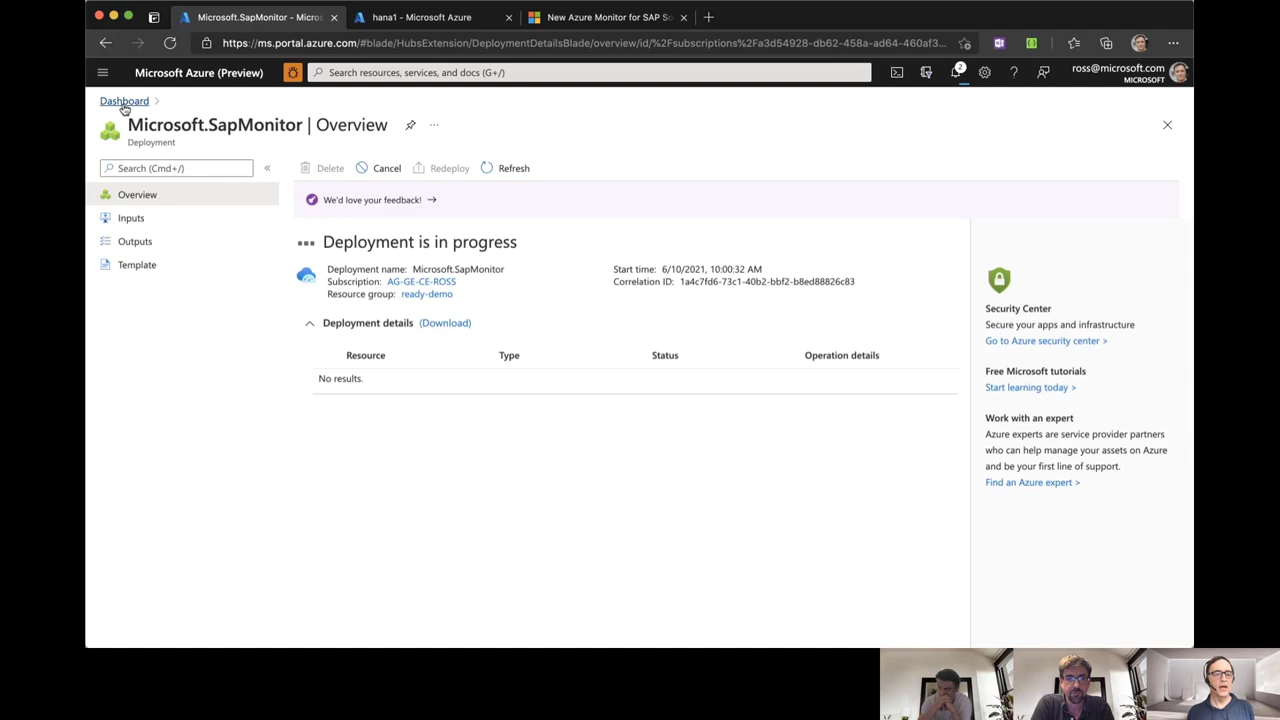 Microsoft.SapMonitor - Micros
hana1 - Microsoft Azure
New Azure Monitor for SAP So
https://ms.portal.azure.com/#blade/HubsExtension/DeploymentDetailsBlade/overview/id/%2Fsubscriptions%2Fa3d54928-db62-458a-ad64-460af3...
Microsoft Azure (Preview)
Search resources, services, and docs (G+/)
2
ross@microsoft.com
MICROSOFT
Dashboard
Microsoft.SapMonitor | Overview
Deployment
Search (Cmd+/)
Delete
Cancel
Redeploy
Refresh
Overview
Inputs
Outputs
Template
We'd love your feedback!
Deployment is in progress
Deployment name: Microsoft.SapMonitor
Subscription: AG-GE-CE-ROSS
Resource group: ready-demo
Start time: 6/10/2021, 10:00:32 AM
Correlation ID: 1a4c7fd6-73c1-40b2-bbf2-b8ed88826c83
Deployment details (Download)
Resource
Type
Status
Operation details
No results.
Security Center
Secure your apps and infrastructure
Go to Azure security center >
Free Microsoft tutorials
Start learning today >
Work with an expert
Azure experts are service provider partners
who can help manage your assets on Azure
and be your first line of support.
Find an Azure expert >